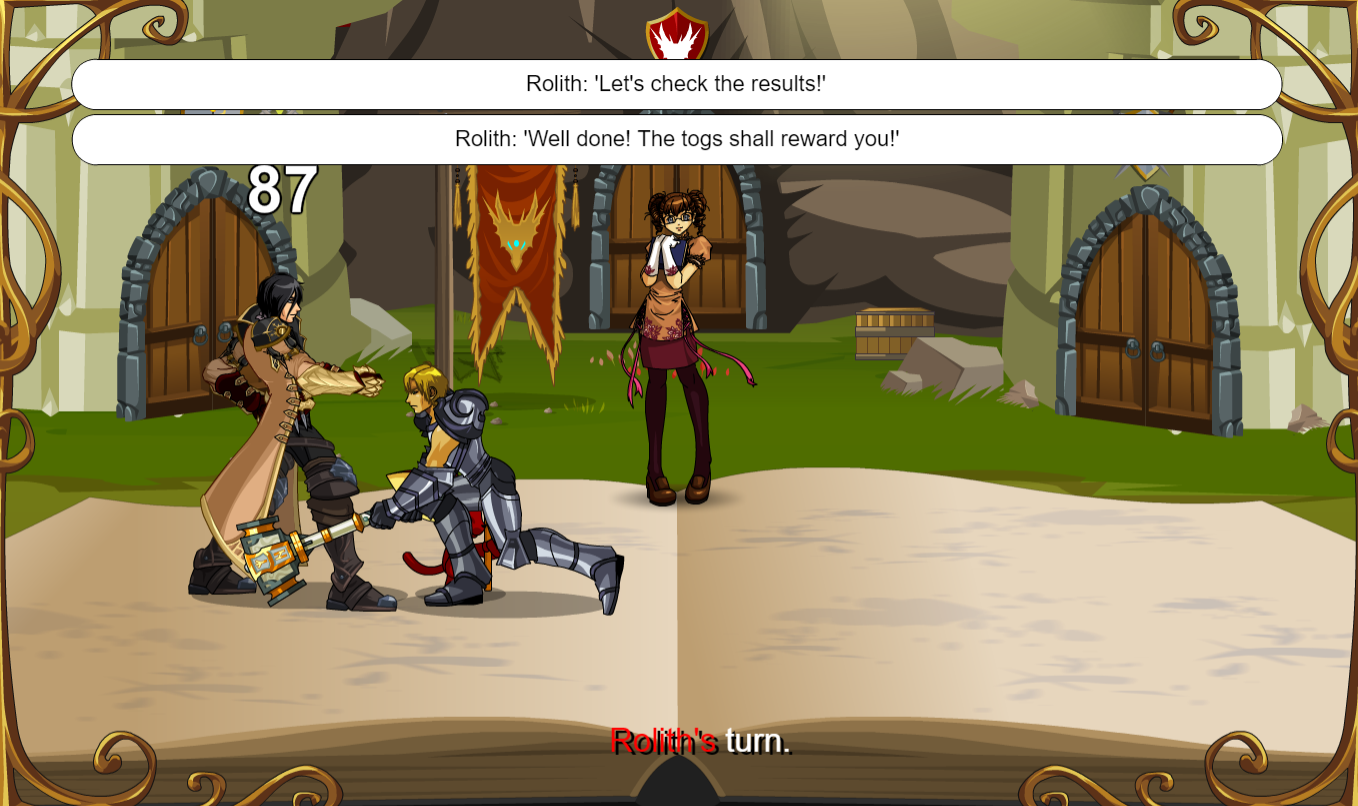 Rolith: 'Let's check the results!'
Rolith: 'Well done! The togs shall reward you!'
87
Rolith's turn.